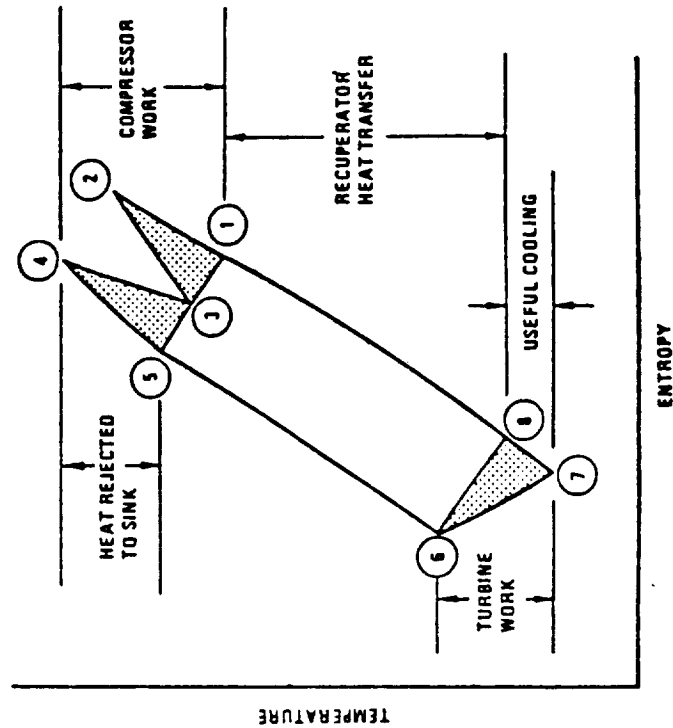 COMPRESSOR
WORK
RECUPERATOR
HEAT TRANSFER
USEFUL COOLING
HEAT REJECTED
TO SINK
TURBINE
WORK
1
2
3
4
5
6
7
8
TEMPERATURE
ENTROPY